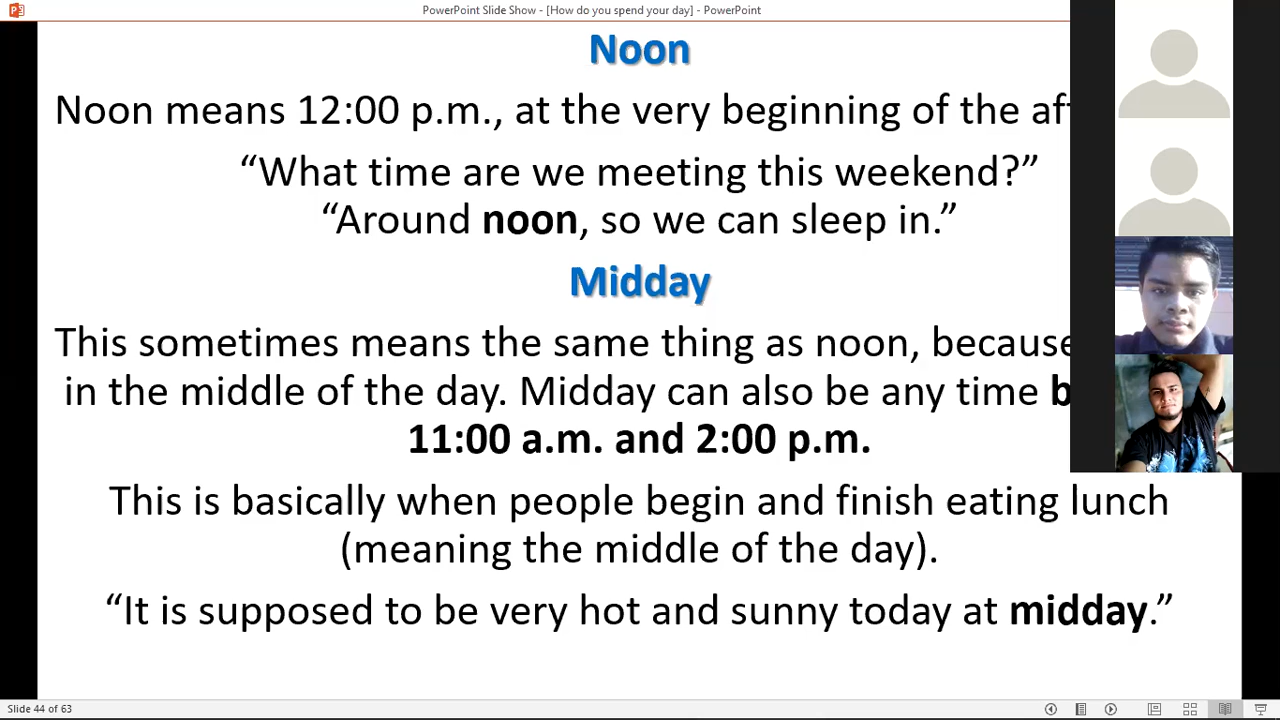 PowerPoint Slide Show - [How do you spend your day] - PowerPoint
Noon
Noon means 12:00 p.m., at the very beginning of the
“What time are we meeting this weekend?”
“Around noon, so we can sleep in.”
Midday
This sometimes means the same thing as noon, because
in the middle of the day. Midday can also be any time
11:00 a.m. and 2:00 p.m.
This is basically when people begin and finish eating lunch
(meaning the middle of the day).
“It is supposed to be very hot and sunny today at midday.”
Slide 44 of 63